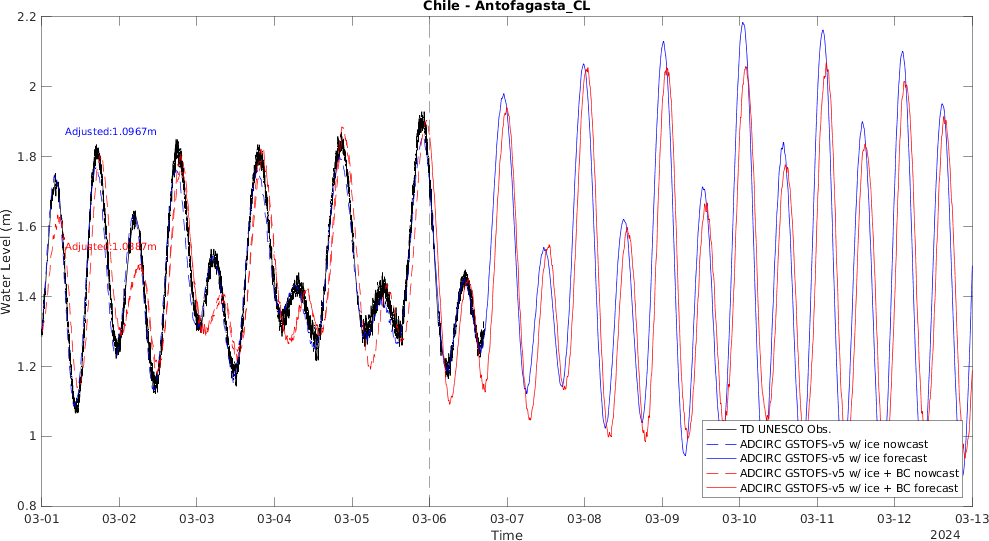 Chile - Antofagasta_CL
2.2
2
1.8
1.6
1.4
1.2
1
0.8
Water Level (m)
Adjusted:1.0967m
Adjusted:1.0387m
TD UNESCO Obs.
ADCIRC GSTOFS-v5 w/ ice nowcast
ADCIRC GSTOFS-v5 w/ ice forecast
ADCIRC GSTOFS-v5 w/ ice + BC nowcast
ADCIRC GSTOFS-v5 w/ ice + BC forecast
03-01 03-02 03-03 03-04 03-05 03-06 03-07 03-08 03-09 03-10 03-11 03-12 03-13
Time
2024